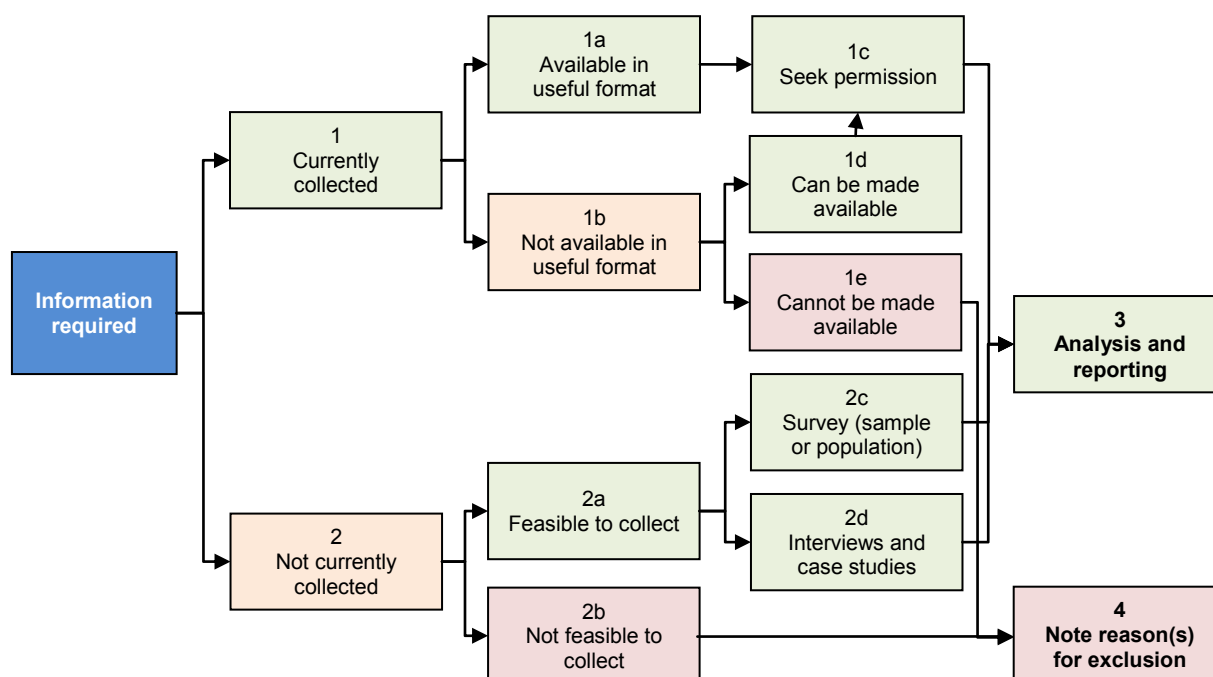 Information
required
1
Currently
collected
2
Not currently
collected
1a
Available in
useful format
1b
Not available in
useful format
2a
Feasible to collect
2b
Not feasible to
collect
1c
Seek permission
1d
Can be made
available
1e
Cannot be made
available
2c
Survey (sample
or population)
2d
Interviews and
case studies
3
Analysis and
reporting
4
Note reason(s)
for exclusion